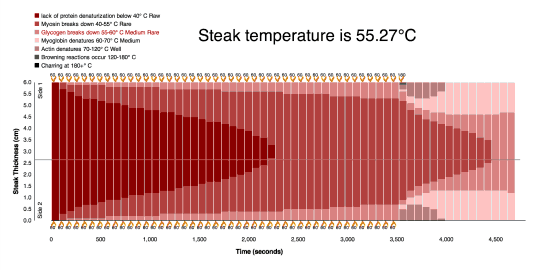 lack of protein denaturization below 40° C Raw
Myosin breaks down 40-55° C Rare
Glycogen breaks down 55-60° C Medium Rare
Myoglobin denatures 60-70° C Medium
Actin denatures 70-120° C Well
Browning reactions occur 120-180° C
Charring at 180+° C
Steak temperature is 55.27°C
Side 1
6.0
5.5
5.0
4.5
4.0
3.5
3.0
2.5
2.0
1.5
1.0
0.5
0.0
Steak Thickness (cm)
Side 2
0
500
1,000
1,500
2,000
2,500
3,000
3,500
4,000
4,500
Time (seconds)